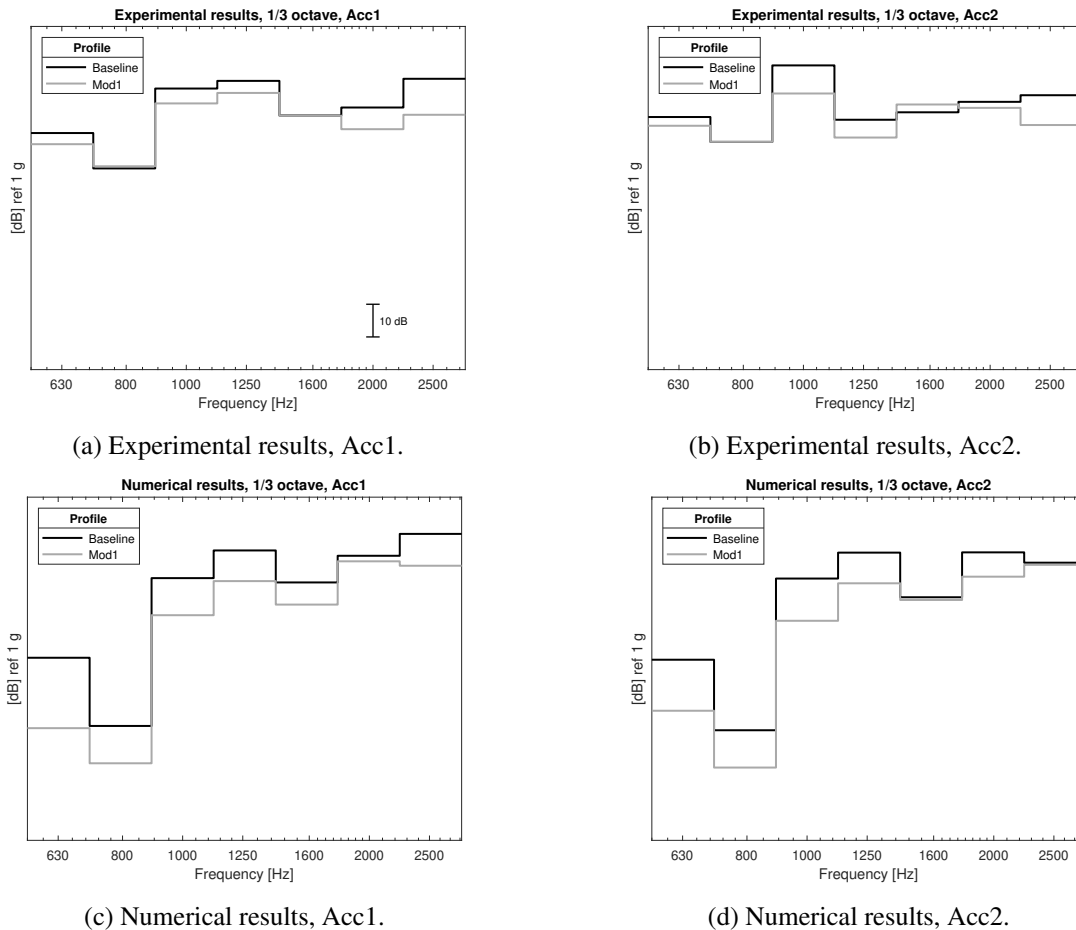 Experimental results, 1/3 octave, Acc1
Profile
Baseline
Mod1
[dB] ref 1 g
10 dB
630 800 1000 1250 1600 2000 2500
Frequency [Hz]
(a) Experimental results, Acc1.
Experimental results, 1/3 octave, Acc2
Profile
Baseline
Mod1
[dB] ref 1 g
630 800 1000 1250 1600 2000 2500
Frequency [Hz]
(b) Experimental results, Acc2.
Numerical results, 1/3 octave, Acc1
Profile
Baseline
Mod1
[dB] ref 1 g
630 800 1000 1250 1600 2000 2500
Frequency [Hz]
(c) Numerical results, Acc1.
Numerical results, 1/3 octave, Acc2
Profile
Baseline
Mod1
[dB] ref 1 g
630 800 1000 1250 1600 2000 2500
Frequency [Hz]
(d) Numerical results, Acc2.